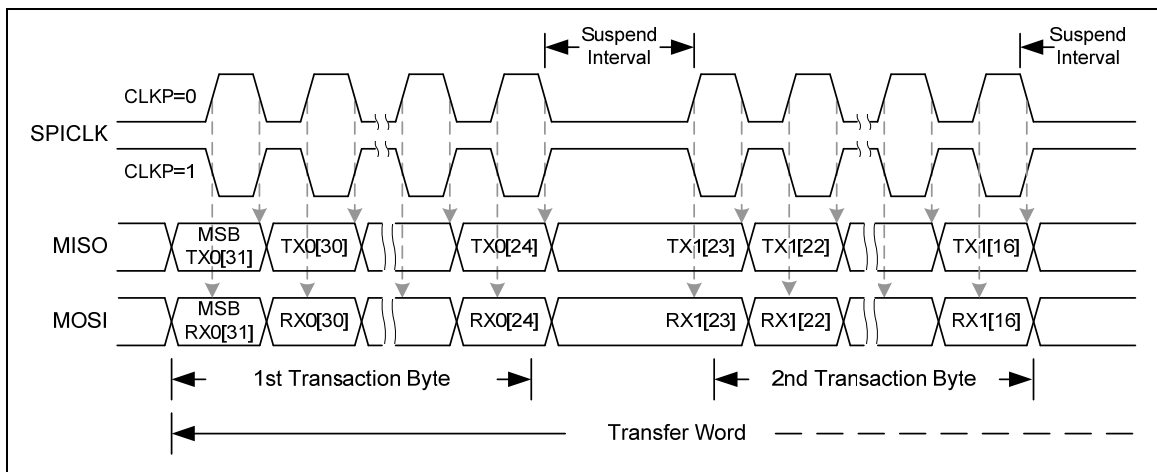 Suspend
Interval
Suspend
Interval
CLKP=0
SPICLK
CLKP=1
MISO
MSB
TX0[31]
TX0[30]
TX0[24]
TX1[23]
TX1[22]
TX1[16]
MOSI
MSB
RX0[31]
RX0[30]
RX0[24]
RX1[23]
RX1[22]
RX1[16]
1st Transaction Byte
2nd Transaction Byte
Transfer Word